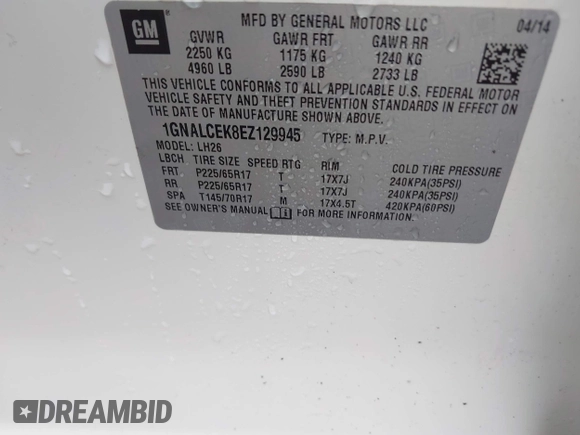 GM
MFD BY GENERAL MOTORS LLC 04/14
GVWR GAWR FRT GAWR RR
2250 KG 1175 KG 1240 KG
4960 LB 2590 LB 2733 LB
THIS VEHICLE CONFORMS TO ALL APPLICABLE U.S. FEDERAL MOTOR
VEHICLE SAFETY AND THEFT PREVENTION STANDARDS IN EFFECT ON
THE DATE OF MANUFACTURE SHOWN ABOVE.
1GNALCEK8EZ129945 TYPE: M.P.V.
MODEL: LH26
LBCH TIRE SIZE SPEED RTG RIM COLD TIRE PRESSURE
FRT P225/65R17 T 17X7J 240KPA(35PSI)
RR P225/65R17 T 17X7J 240KPA(35PSI)
SPA T145/70R17 M 17X4.5T 420KPA(60PSI)
SEE OWNER'S MANUAL FOR MORE INFORMATION.
DREAMBID